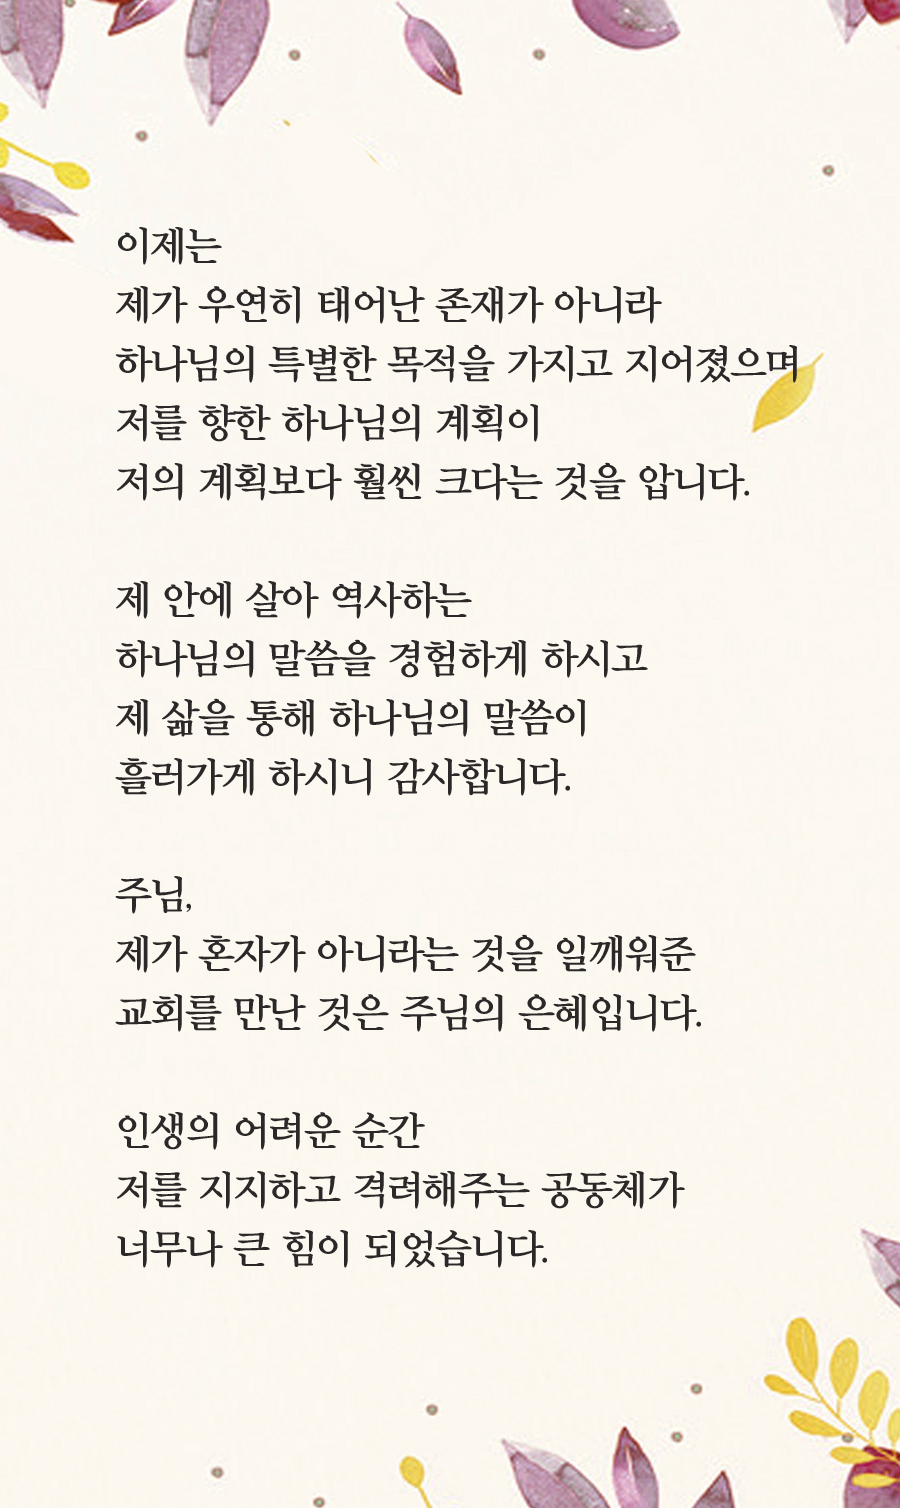 이제는
제가 우연히 태어난 존재가 아니라
하나님의 특별한 목적을 가지고 지어졌으며
저를 향한 하나님의 계획이
저의 계획보다 훨씬 크다는 것을 압니다.
제 안에 살아 역사하는
하나님의 말씀을 경험하게 하시고
제 삶을 통해 하나님의 말씀이
흘러가게 하시니 감사합니다.
주님,
제가 혼자가 아니라는 것을 일깨워준
교회를 만난 것은 주님의 은혜입니다.
인생의 어려운 순간
저를 지지하고 격려해주는 공동체가
너무나 큰 힘이 되었습니다.